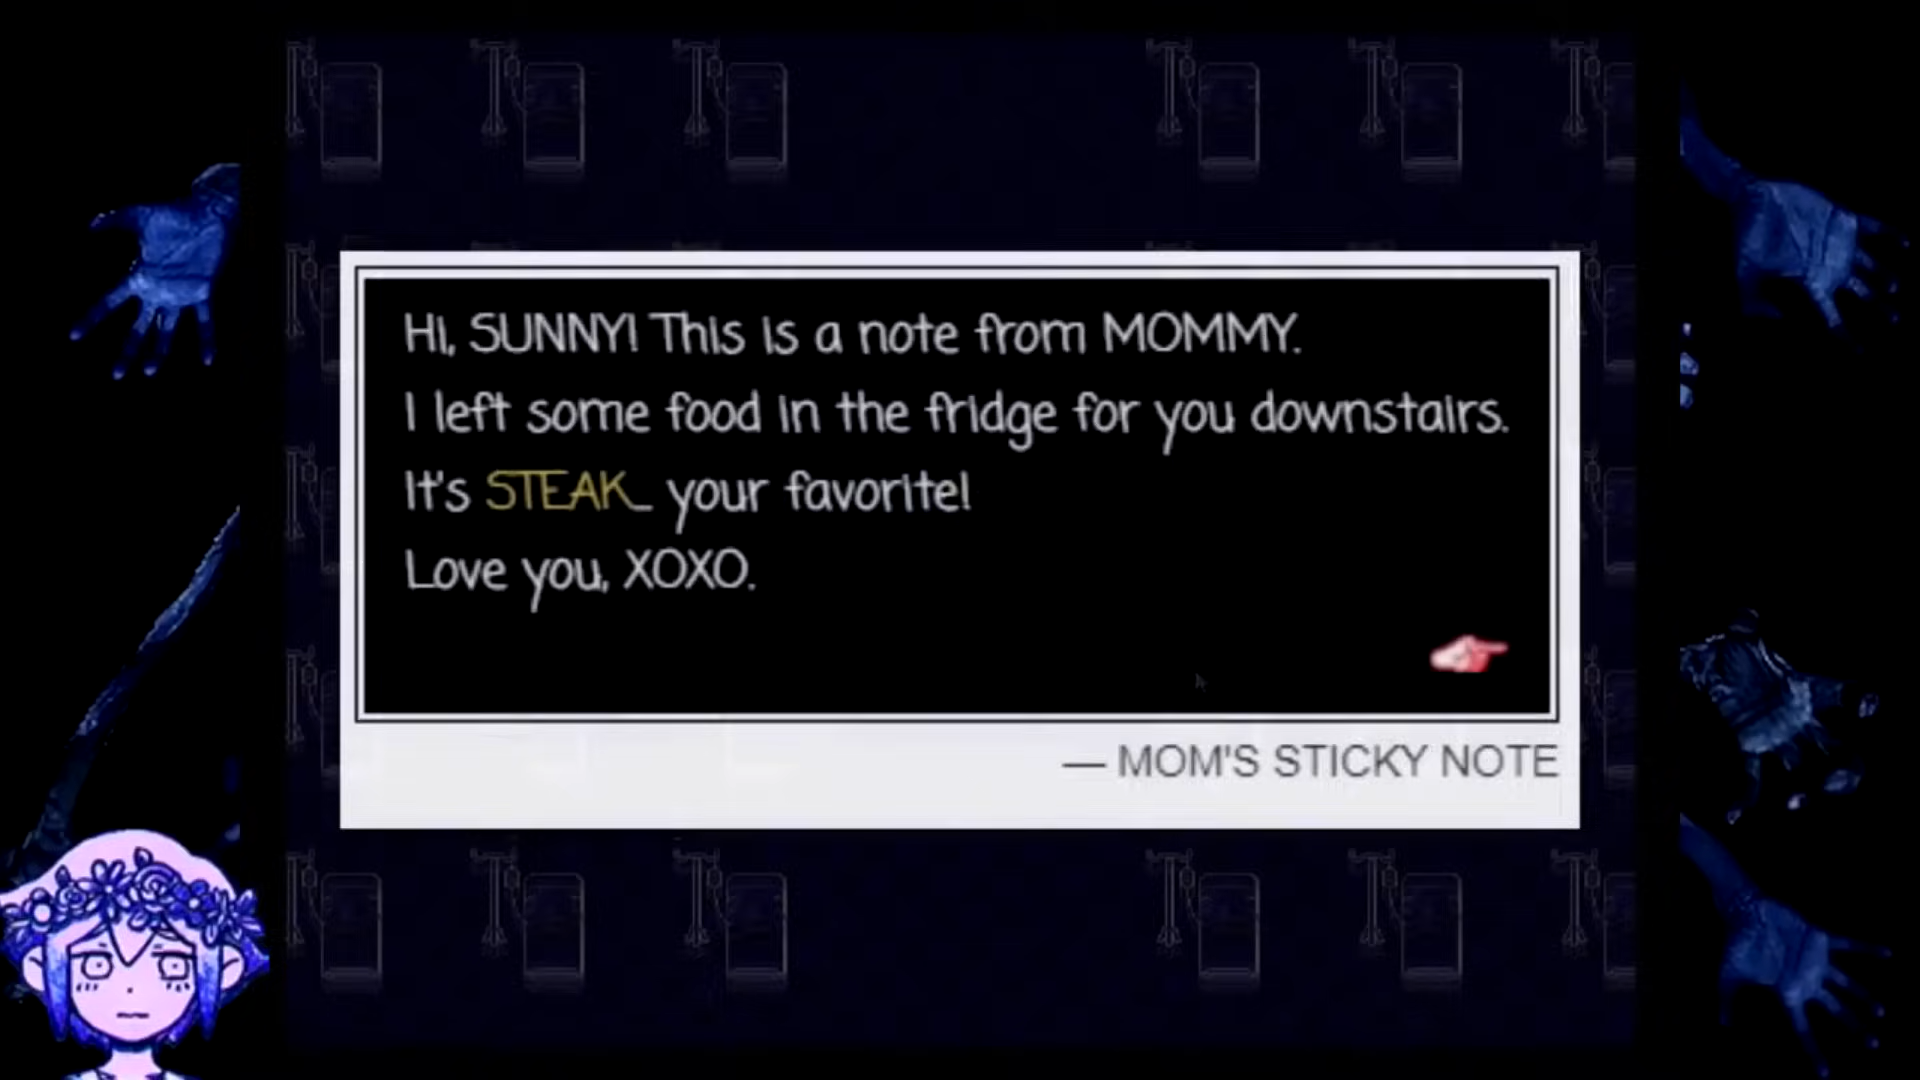 Hi, SUNNY! This is a note from MOMMY.
I left some food in the fridge for you downstairs.
It's STEAK_ your favorite!
Love you, XOXO.
— MOM'S STICKY NOTE